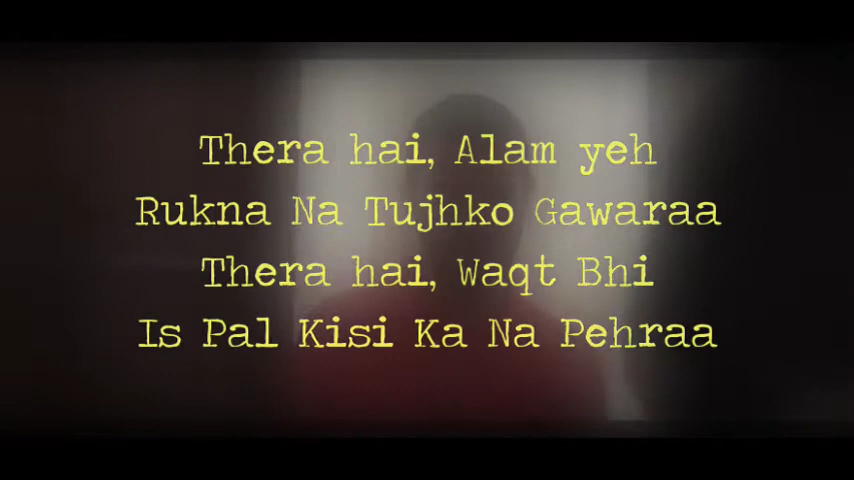 Thera hai, Alam yeh
Rukna Na Tujhko Gawaraa
Thera hai, Waqt Bhi
Is Pal Kisi Ka Na Pehraa